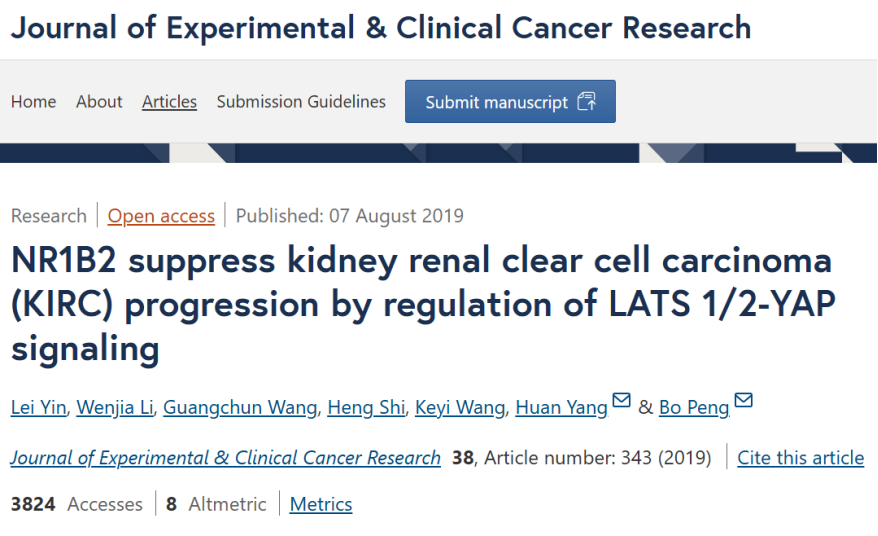 Journal of Experimental & Clinical Cancer Research
Home About Articles Submission Guidelines Submit manuscript
Research Open access Published: 07 August 2019
NR1B2 suppress kidney renal clear cell carcinoma
(KIRC) progression by regulation of LATS 1/2-YAP
signaling
Lei Yin, Wenjia Li, Guangchun Wang, Heng Shi, Keyi Wang, Huan Yang & Bo Peng
Journal of Experimental & Clinical Cancer Research 38, Article number: 343 (2019) Cite this article
3824 Accesses 8 Altmetric Metrics